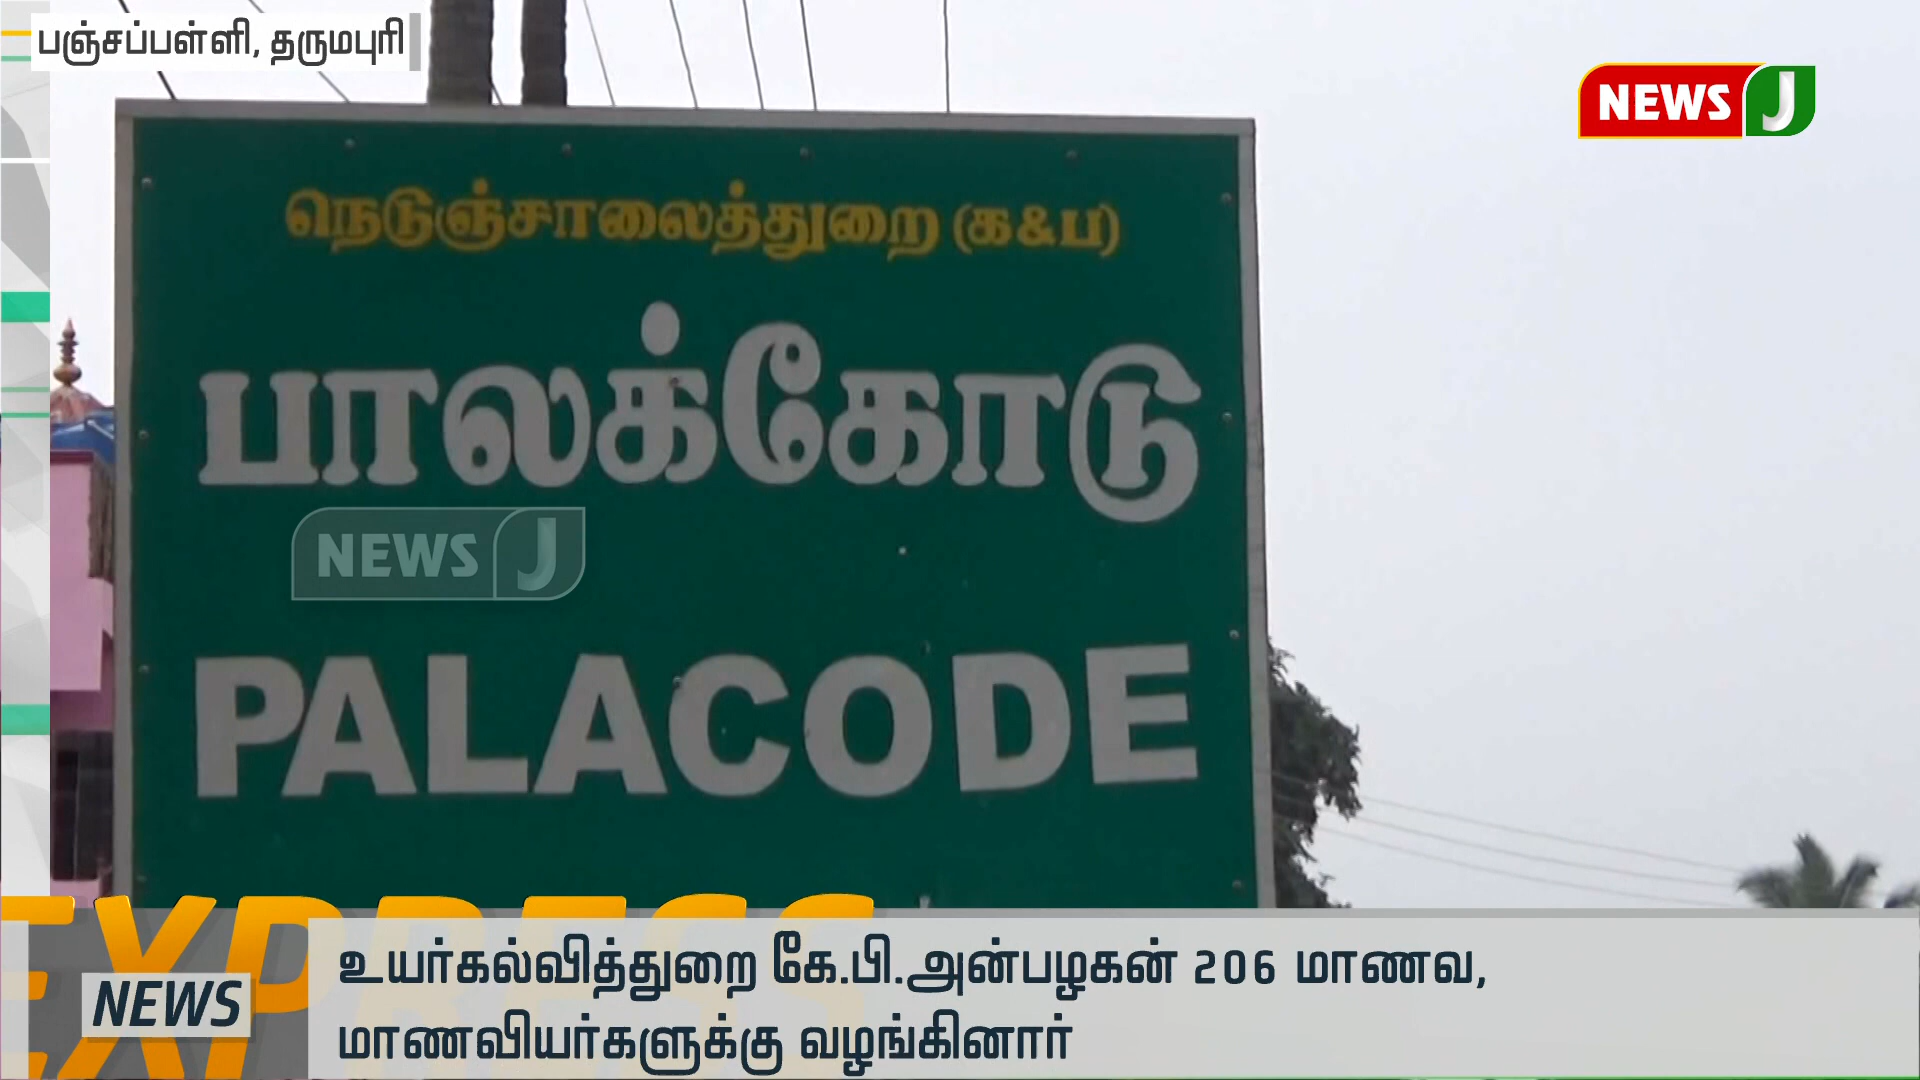 பஞ்சப்பள்ளி, தருமபுரி
NEWS J
நெடுஞ்சாலைத்துறை (க&ப)
பாலக்கோடு
NEWS J
PALACODE
EXPRESS
NEWS
உயர்கல்வித்துறை கே.பி.அன்பழகன் 206 மாணவ,
மாணவியர்களுக்கு வழங்கினார்